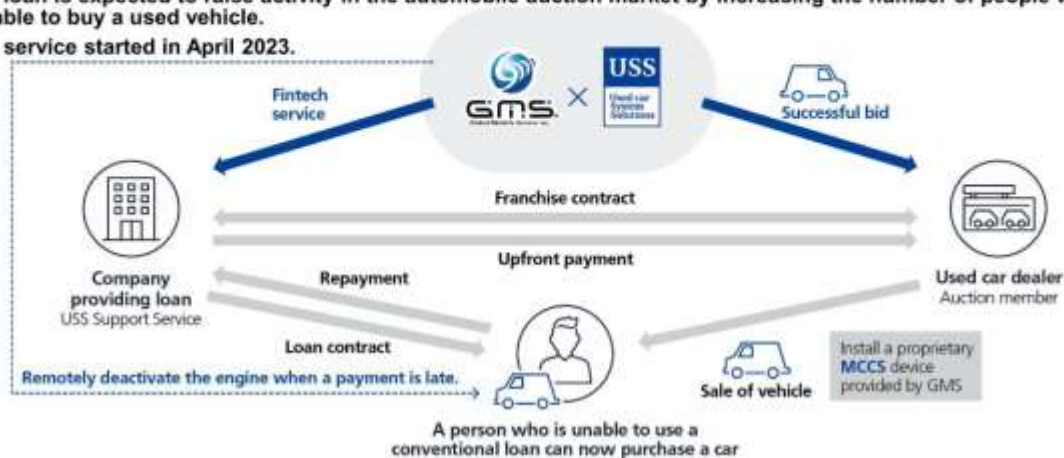 loan is expected to raise activity in the automobile auction market by increasing the number of people
able to buy a used vehicle.
service started in April 2023.
Fintech
service
G.M.S.
×
USS
Used car
System
Solutions
Successful bid
Franchise contract
Upfront payment
Company
providing loan
USS Support Service
Repayment
Loan contract
Used car dealer
Auction member
Remotely deactivate the engine when a payment is late.
Sale of vehicle
Install a proprietary
MCCS device
provided by GMS
A person who is unable to use a
conventional loan can now purchase a car